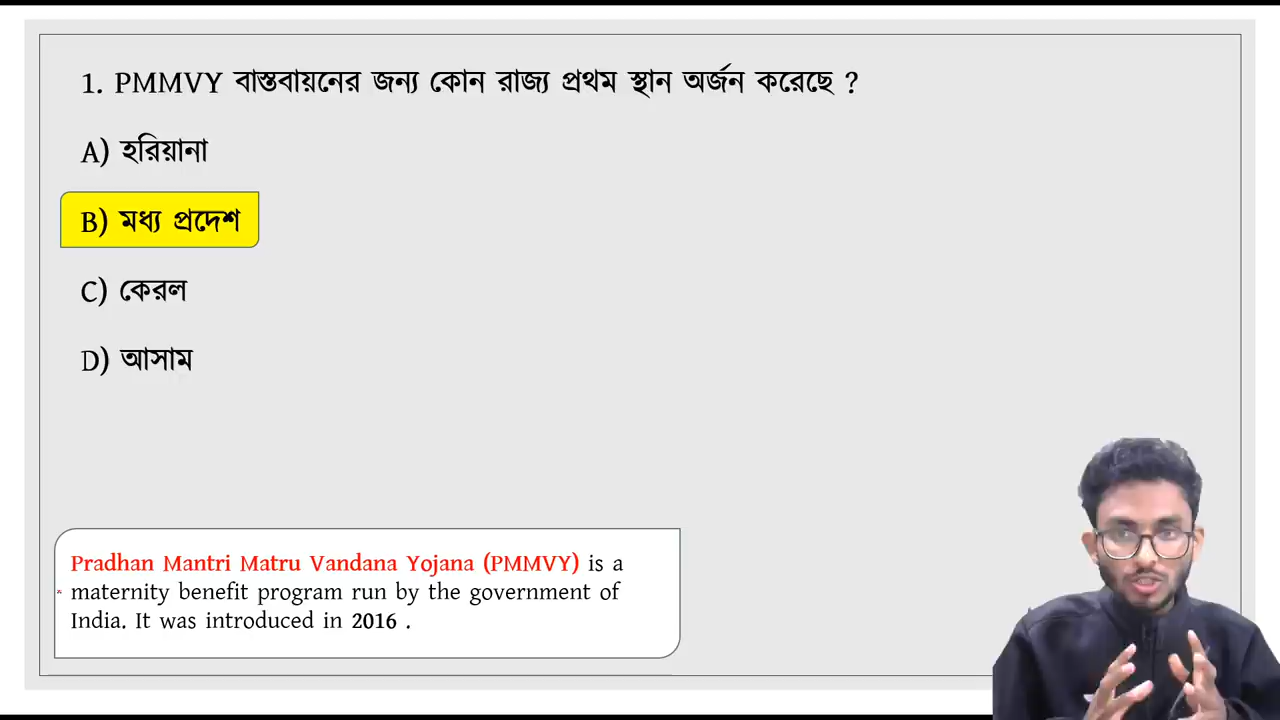 1. PMMVY বাস্তবায়নের জন্য কোন রাজ্য প্রথম স্থান অর্জন করেছে ?
A) হরিয়ানা
B) মধ্য প্রদেশ
C) কেরল
D) আসাম
Pradhan Mantri Matru Vandana Yojana (PMMVY) is a
maternity benefit program run by the government of
India. It was introduced in 2016 .